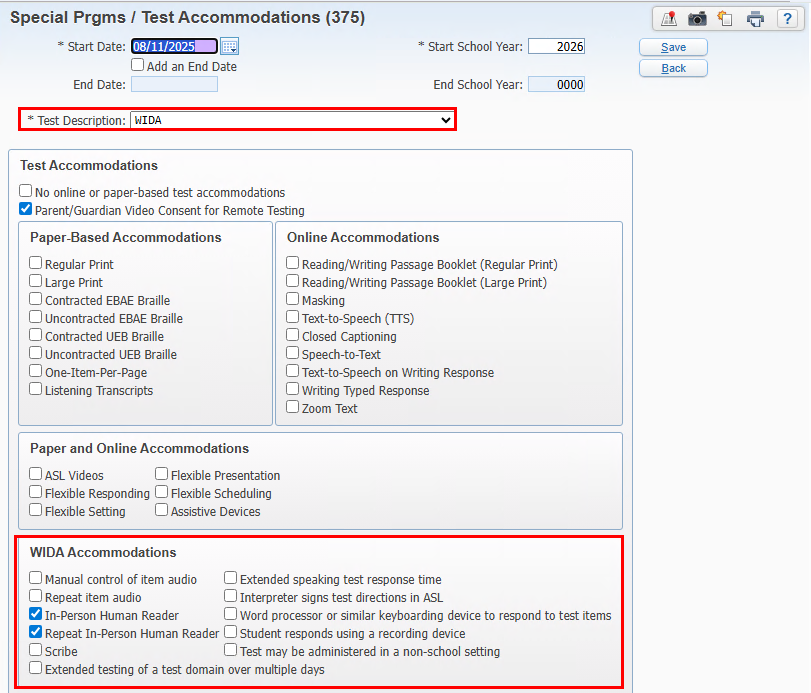 Special Prgms / Test Accommodations (375)
?
* Start Date: 08/11/2025
* Start School Year: 2026
Save
Add an End Date
Back
End Date:
End School Year: 0000
* Test Description: WIDA
Test Accommodations
No online or paper-based test accommodations
Parent/Guardian Video Consent for Remote Testing
Paper-Based Accommodations
Regular Print
Large Print
Contracted EBAE Braille
Uncontracted EBAE Braille
Contracted UEB Braille
Uncontracted UEB Braille
One-Item-Per-Page
Listening Transcripts
Online Accommodations
Reading/Writing Passage Booklet (Regular Print)
Reading/Writing Passage Booklet (Large Print)
Masking
Text-to-Speech (TTS)
Closed Captioning
Speech-to-Text
Text-to-Speech on Writing Response
Writing Typed Response
Zoom Text
Paper and Online Accommodations
ASL Videos
Flexible Presentation
Flexible Responding
Flexible Scheduling
Flexible Setting
Assistive Devices
WIDA Accommodations
Manual control of item audio
Extended speaking test response time
Repeat item audio
Interpreter signs test directions in ASL
In-Person Human Reader
Word processor or similar keyboarding device to respond to test items
Repeat In-Person Human Reader
Student responds using a recording device
Scribe
Test may be administered in a non-school setting
Extended testing of a test domain over multiple days